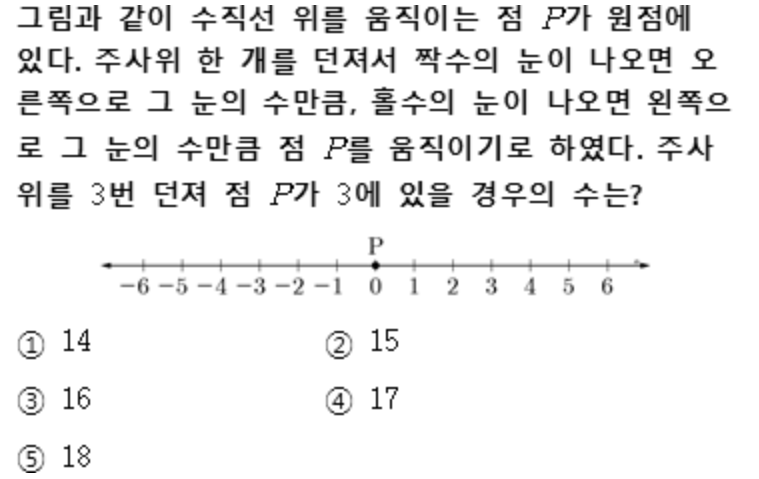 그림과 같이 수직선 위를 움직이는 점 P가 원점에
있다. 주사위 한 개를 던져서 짝수의 눈이 나오면 오
른쪽으로 그 눈의 수만큼, 홀수의 눈이 나오면 왼쪽으
로 그 눈의 수만큼 점 P를 움직이기로 하였다. 주사
위를 3번 던져 점 P가 3에 있을 경우의 수는?
P
−6 −5 −4 −3 −2 −1 0 1 2 3 4 5 6
① 14 ② 15
③ 16 ④ 17
⑤ 18